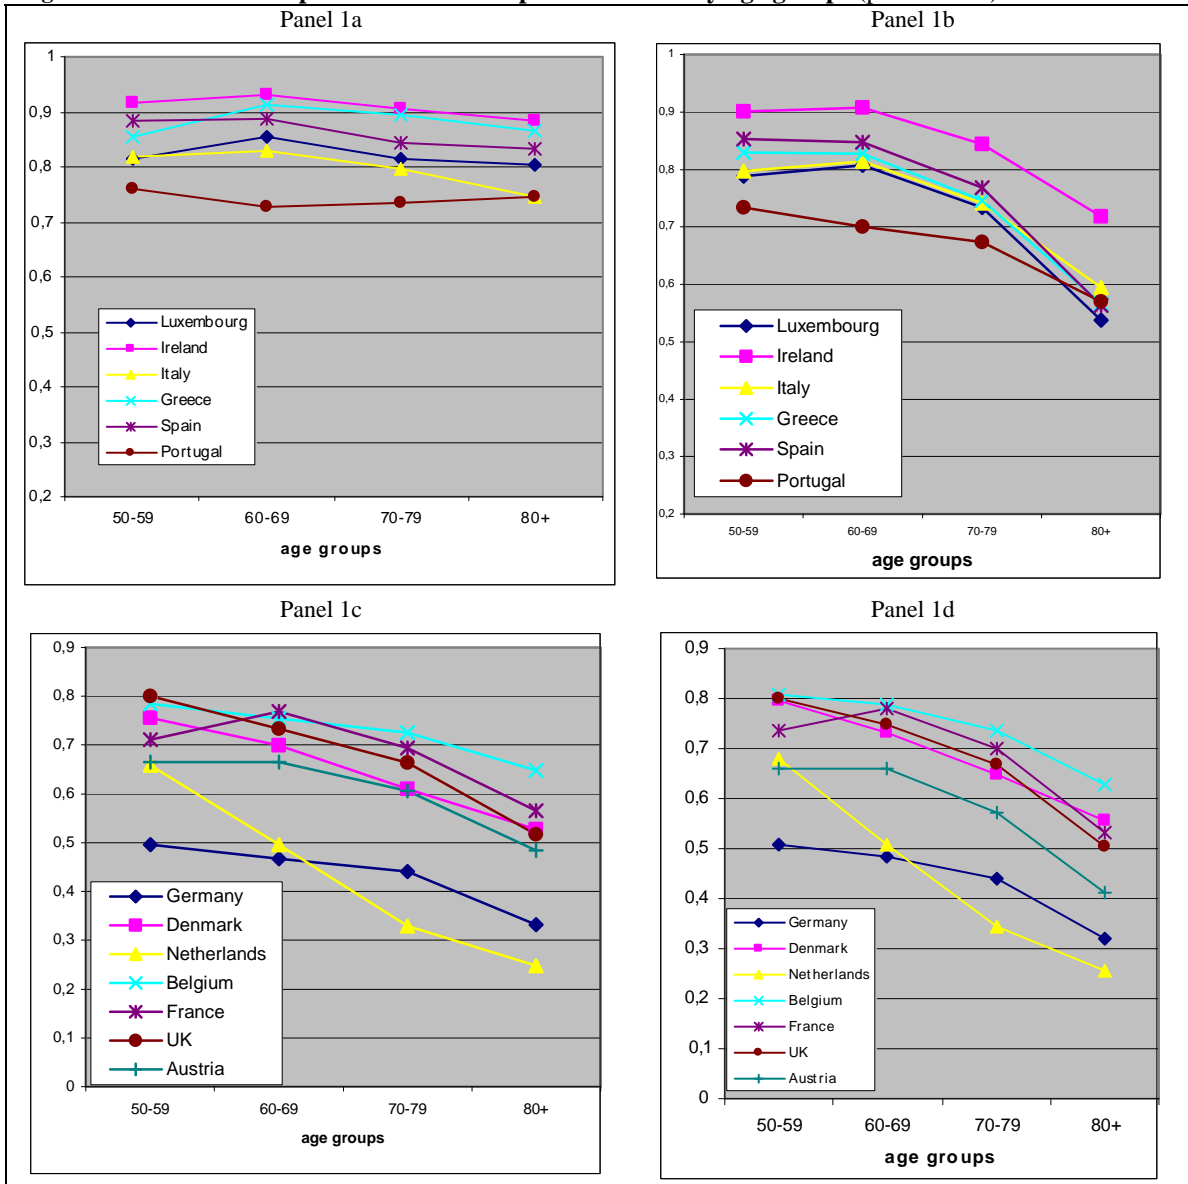 Panel 1a
Panel 1b
1
0,9
0,8
0,7
0,6
0,5
0,4
0,3
0,2
Luxembourg
Ireland
Italy
Greece
Spain
Portugal
50-59 60-69 70-79 80+
age groups
1
0,9
0,8
0,7
0,6
0,5
0,4
0,3
0,2
Luxembourg
Ireland
Italy
Greece
Spain
Portugal
50-59 60-69 70-79 80+
age groups
Panel 1c
Panel 1d
0,9
0,8
0,7
0,6
0,5
0,4
0,3
0,2
0,1
0
Germany
Denmark
Netherlands
Belgium
France
UK
Austria
50-59 60-69 70-79 80+
age groups
0,9
0,8
0,7
0,6
0,5
0,4
0,3
0,2
0,1
0
Germany
Denmark
Netherlands
Belgium
France
UK
Austria
50-59 60-69 70-79 80+
age groups